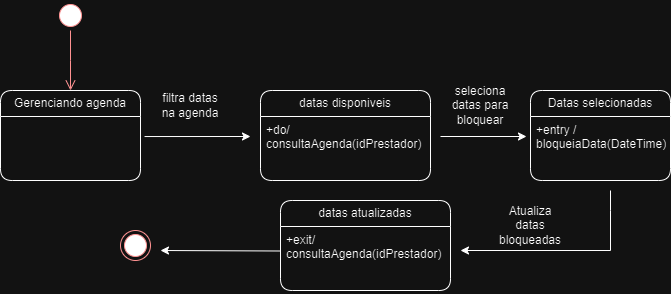 Gerenciando agenda
filtra datas
na agenda
datas disponiveis
+do/
consultaAgenda(idPrestador)
seleciona
datas para
bloquear
Datas selecionadas
+entry /
bloqueiaData(DateTime)
Atualiza
datas
bloqueadas
datas atualizadas
+exit/
consultaAgenda(idPrestador)